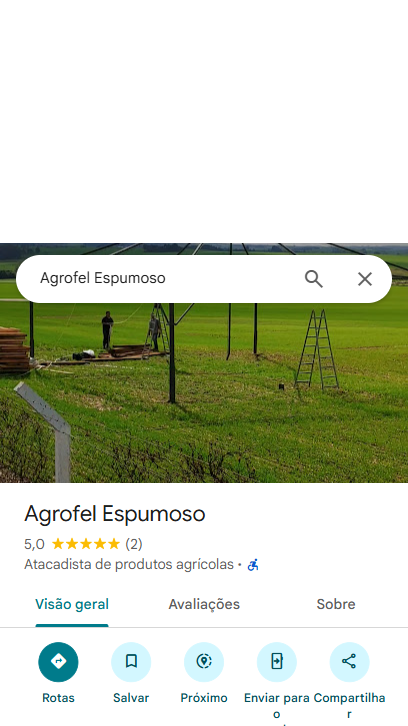 Agrofel Espumoso
Agrofel Espumoso
5,0 (2)
Atacadista de produtos agrícolas ·
Visão geral
Avaliações
Sobre
Rotas
Salvar
Próximo
Enviar para o
Compartilhar